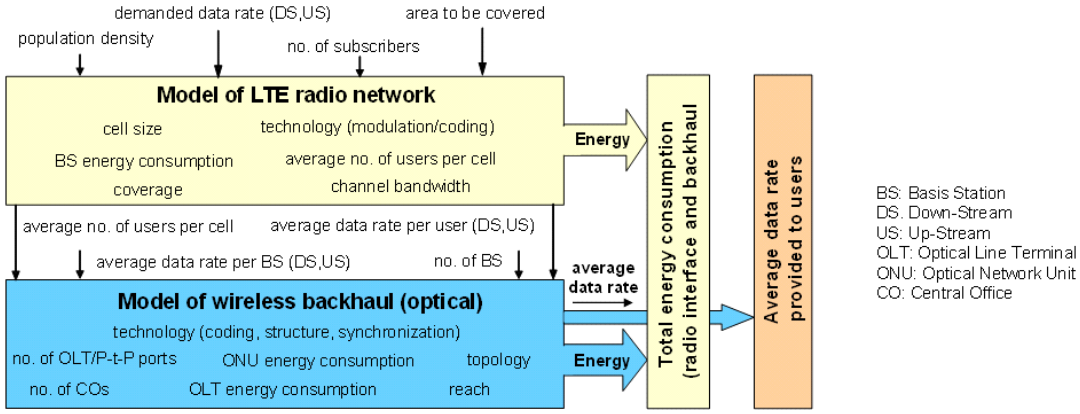 demanded data rate (DS,US)
area to be covered
population density
no. of subscribers
Model of LTE radio network
cell size
technology (modulation/coding)
BS energy consumption
average no. of users per cell
coverage
channel bandwidth
Energy
average no. of users per cell
average data rate per user (DS,US)
average data rate per BS (DS,US)
no. of BS
average
data rate
Model of wireless backhaul (optical)
technology (coding, structure, synchronization)
no. of OLT/P-t-P ports
ONU energy consumption
topology
no. of COs
OLT energy consumption
reach
Energy
Total energy consumption
(radio interface and backhaul
Average data rate
provided to users
BS: Basis Station
DS. Down-Stream
US: Up-Stream
OLT: Optical Line Terminal
ONU: Optical Network Unit
CO: Central Office